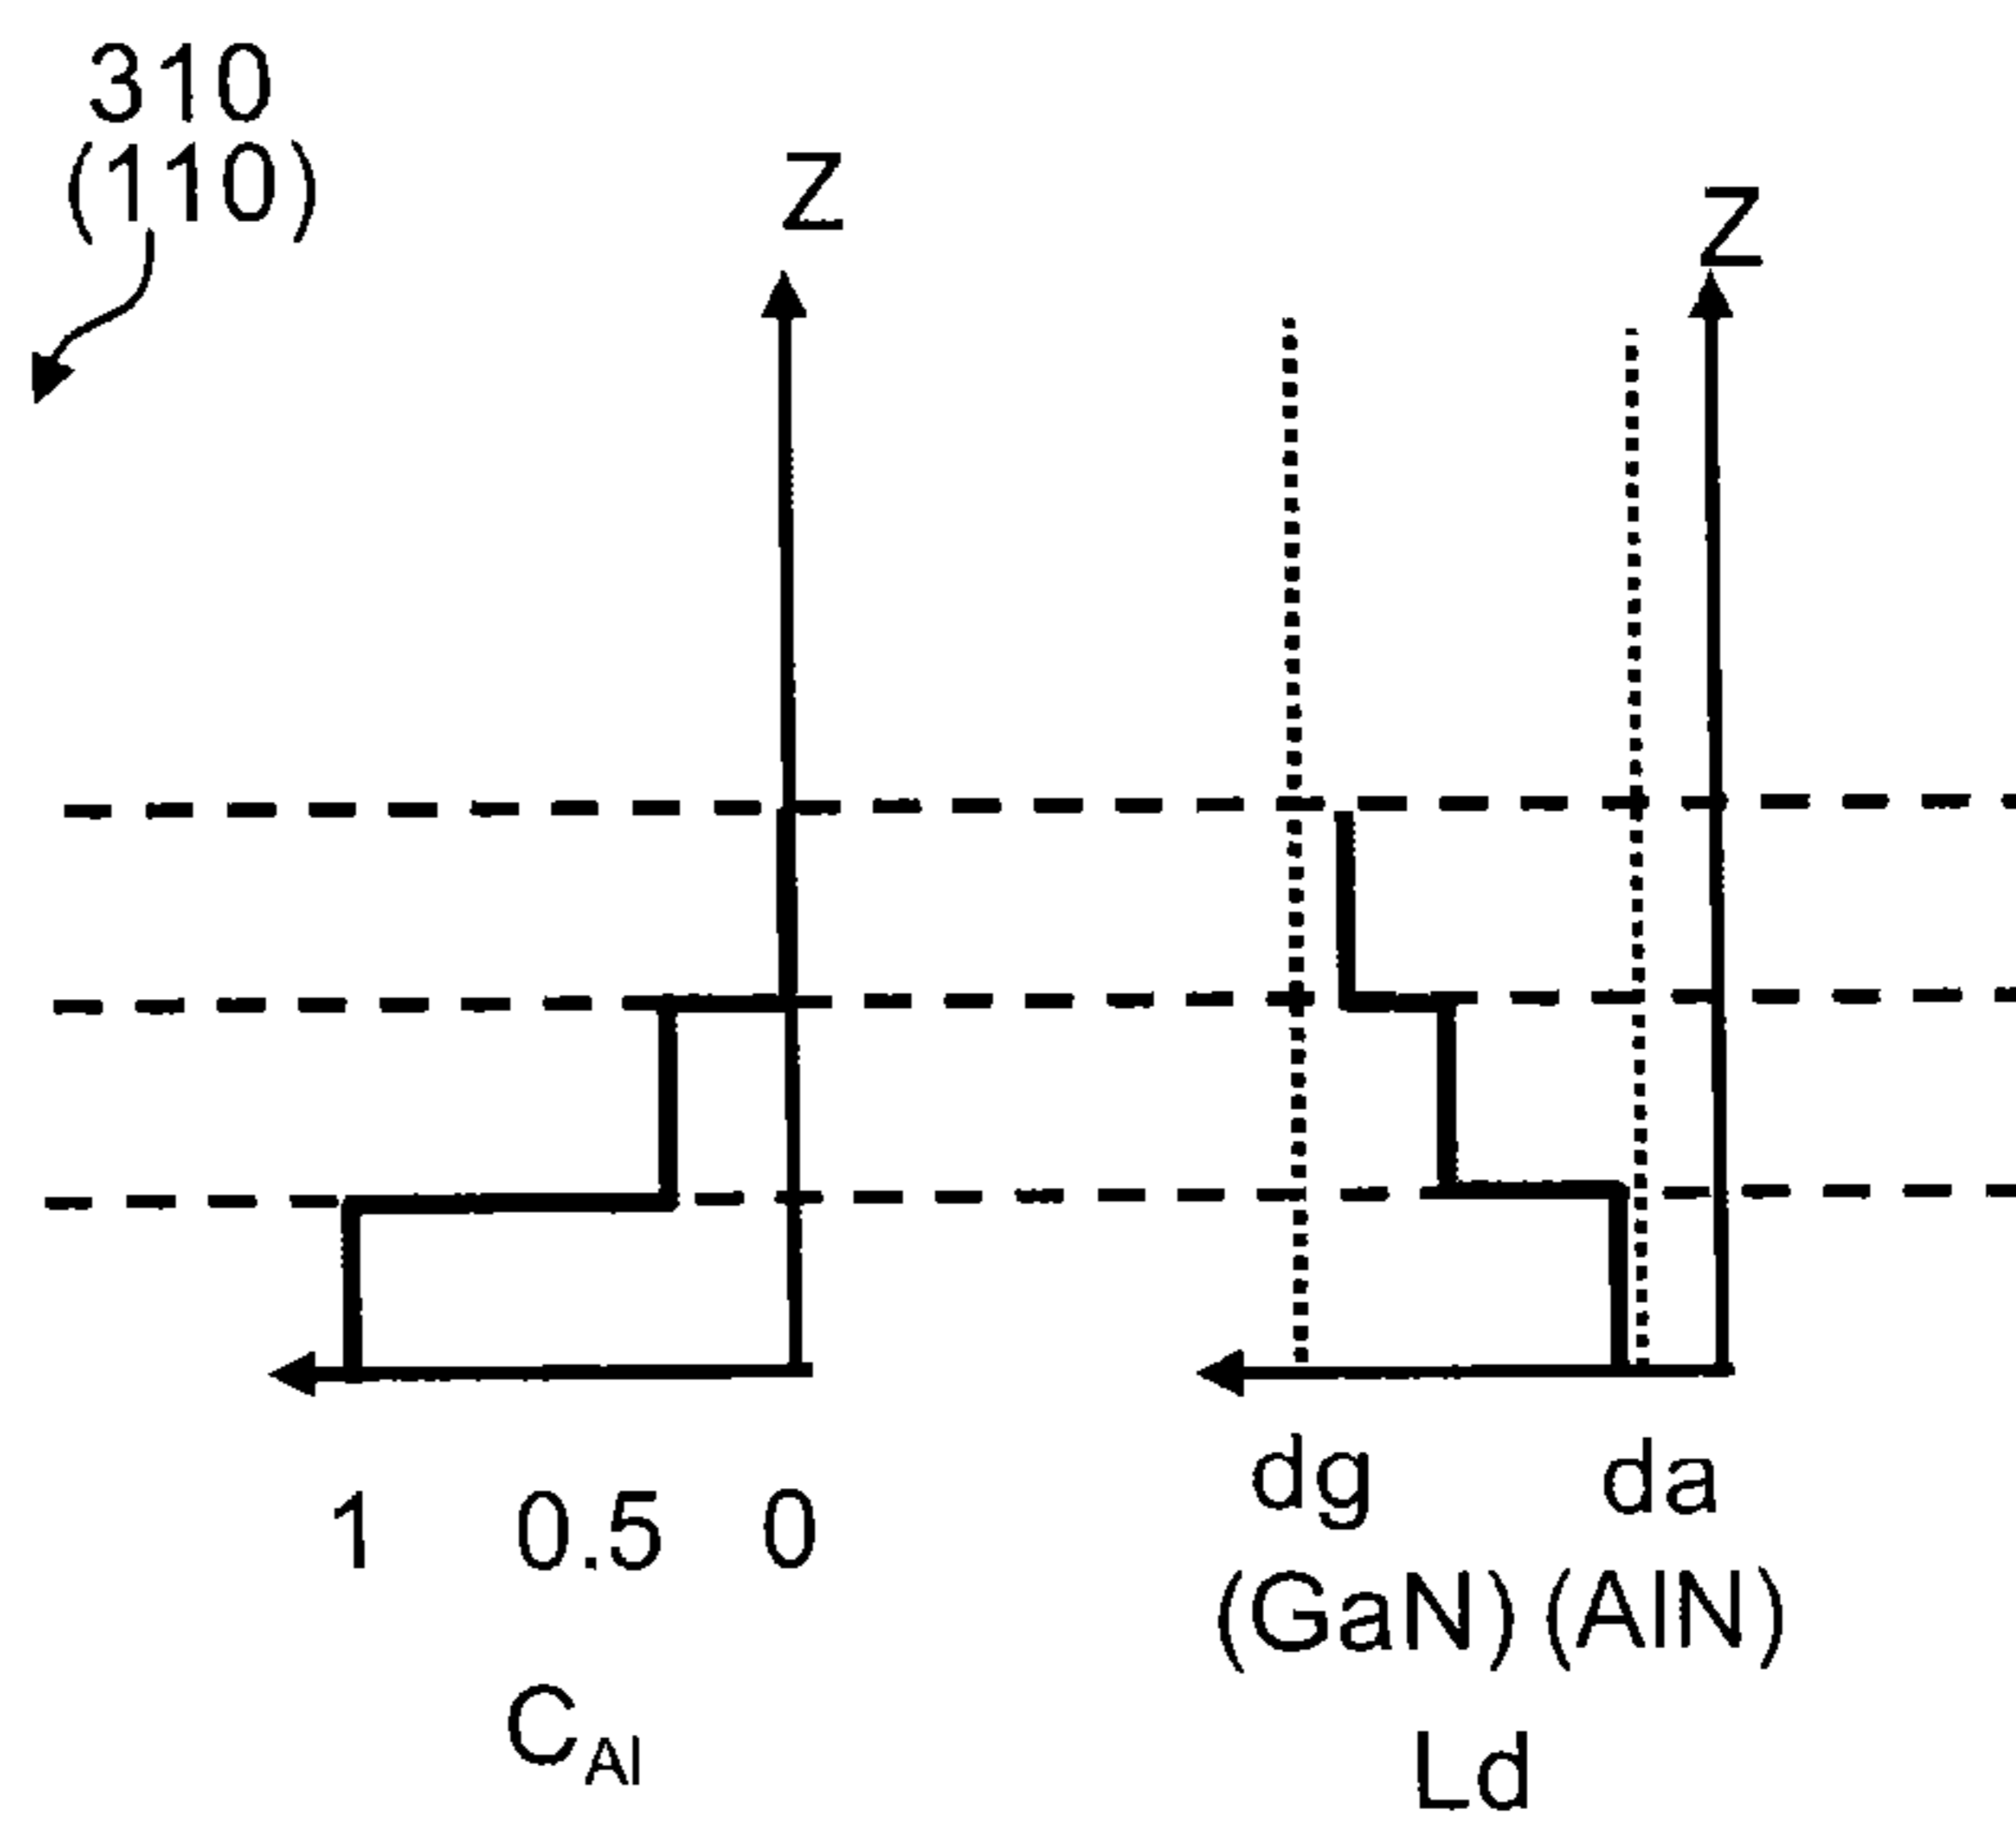 310
(110)
Z
Z
1 0.5 0
dg da
(GaN) (AlN)
C_Al
Ld